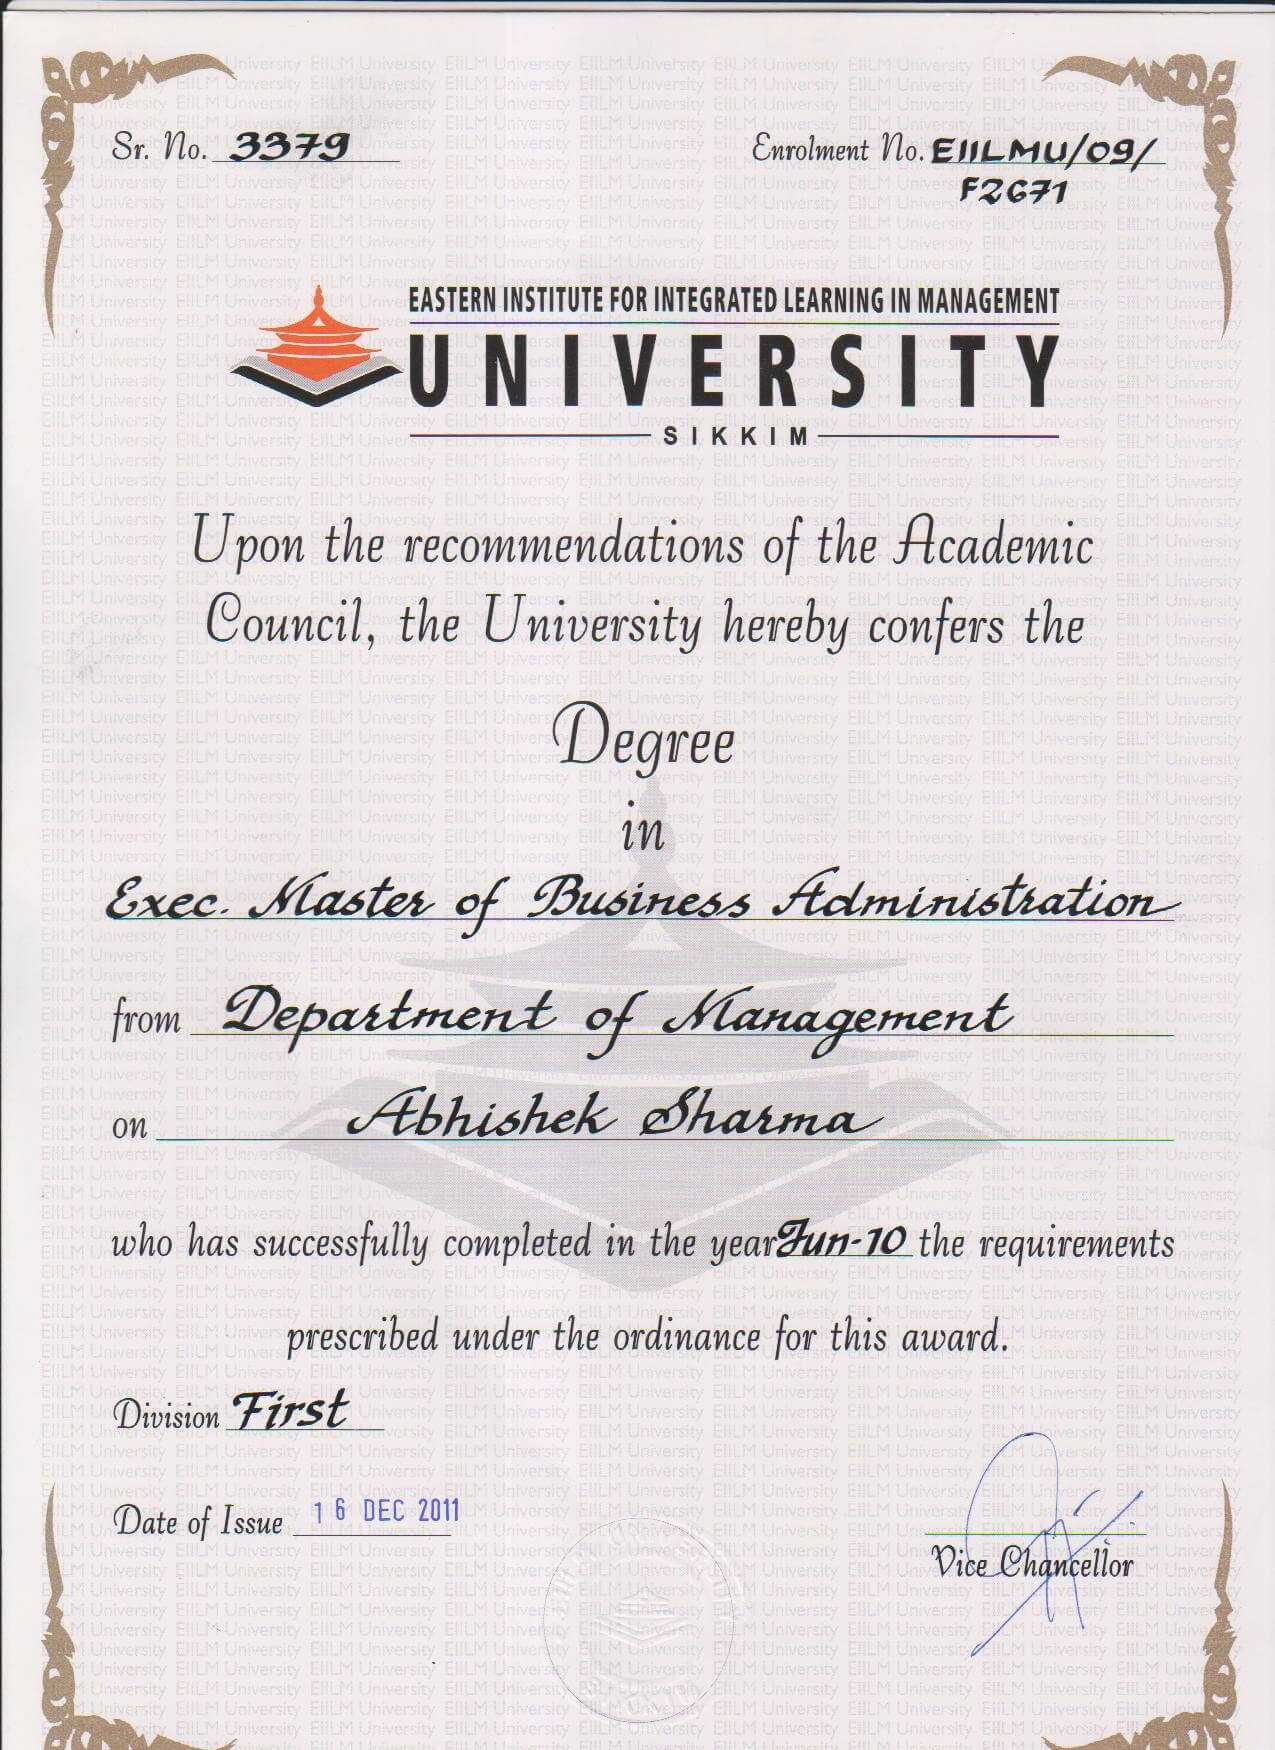 Sr. No. 3379
Enrolment No. EIILMU/09/
F2671
EASTERN INSTITUTE FOR INTEGRATED LEARNING IN MANAGEMENT
UNIVERSITY
SIKKIM
Upon the recommendations of the Academic
Council, the University hereby confers the
Degree
in
Exec. Master of Business Administration
from Department of Management
on Abhishek Sharma
who has successfully completed in the year Jun-10 the requirements
prescribed under the ordinance for this award.
Division First
Date of Issue 16 DEC 2011
Vice Chancellor